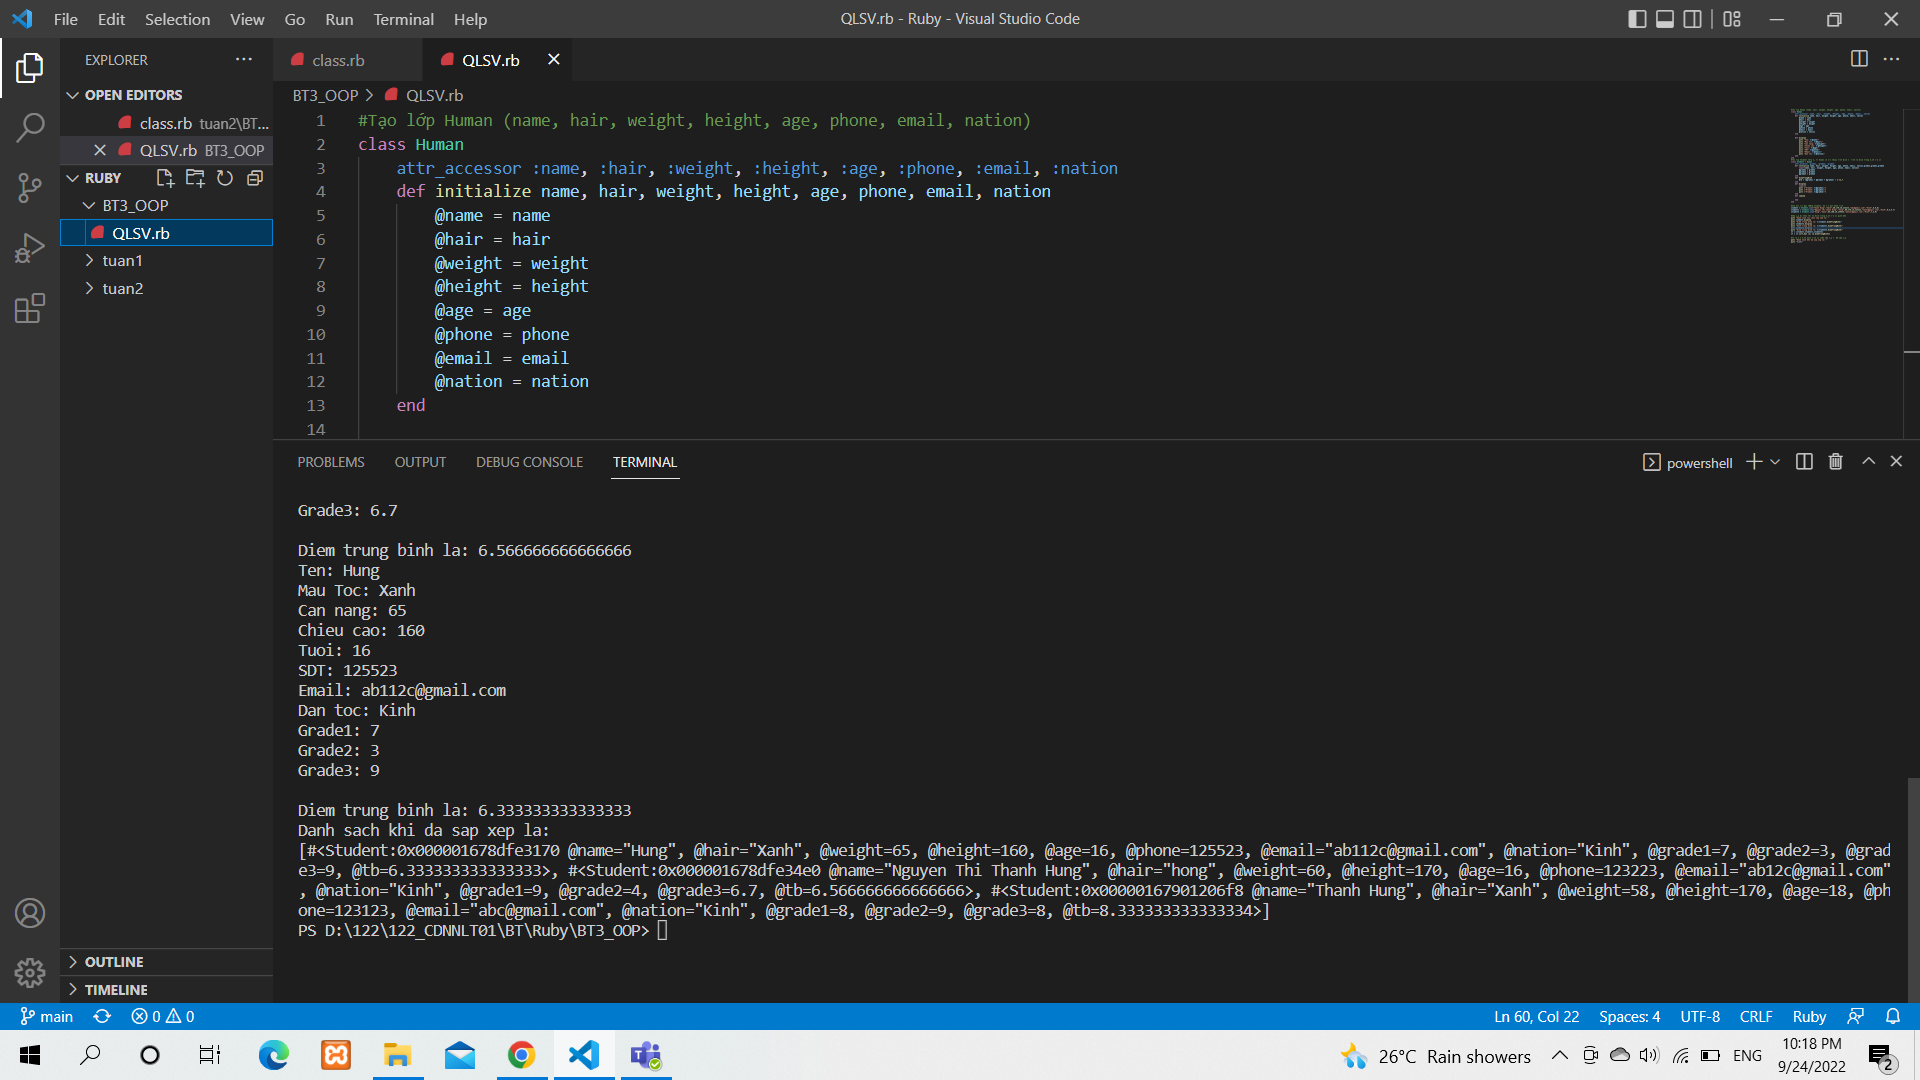 File Edit Selection View Go Run Terminal Help
QLSV.rb - Ruby - Visual Studio Code
EXPLORER
OPEN EDITORS
class.rb tuan2\BT...
QLSV.rb BT3_OOP
RUBY
BT3_OOP
QLSV.rb
tuan1
tuan2
OUTLINE
TIMELINE
class.rb
QLSV.rb
BT3_OOP > QLSV.rb
1 #Tạo lớp Human (name, hair, weight, height, age, phone, email, nation)
2 class Human
3 attr_accessor :name, :hair, :weight, :height, :age, :phone, :email, :nation
4 def initialize name, hair, weight, height, age, phone, email, nation
5 @name = name
6 @hair = hair
7 @weight = weight
8 @height = height
9 @age = age
10 @phone = phone
11 @email = email
12 @nation = nation
13 end
14
PROBLEMS OUTPUT DEBUG CONSOLE TERMINAL
powershell
Grade3: 6.7
Diem trung binh la: 6.566666666666666
Ten: Hung
Mau Toc: Xanh
Can nang: 65
Chieu cao: 160
Tuoi: 16
SDT: 125523
Email: ab112c@gmail.com
Dan toc: Kinh
Grade1: 7
Grade2: 3
Grade3: 9
Diem trung binh la: 6.333333333333333
Danh sach khi da sap xep la:
[#<Student:0x000001678dfe3170 @name="Hung", @hair="Xanh", @weight=65, @height=160, @age=16, @phone=125523, @email="ab112c@gmail.com", @nation="Kinh", @grade1=7, @grade2=3, @grad
e3=9, @tb=6.333333333333333>, #<Student:0x000001678dfe34e0 @name="Nguyen Thi Thanh Hung", @hair="hong", @weight=60, @height=170, @age=16, @phone=123223, @email="ab12c@gmail.com"
, @nation="Kinh", @grade1=9, @grade2=4, @grade3=6.7, @tb=6.566666666666666>, #<Student:0x00000167901206f8 @name="Thanh Hung", @hair="Xanh", @weight=58, @height=170, @age=18, @ph
one=123123, @email="abc@gmail.com", @nation="Kinh", @grade1=8, @grade2=9, @grade3=8, @tb=8.333333333333334>]
PS D:\122\122_CDNNLT01\BT\Ruby\BT3_OOP>
main 0 0
Ln 60, Col 22 Spaces: 4 UTF-8 CRLF Ruby
26°C Rain showers
ENG
10:18 PM
9/24/2022
2